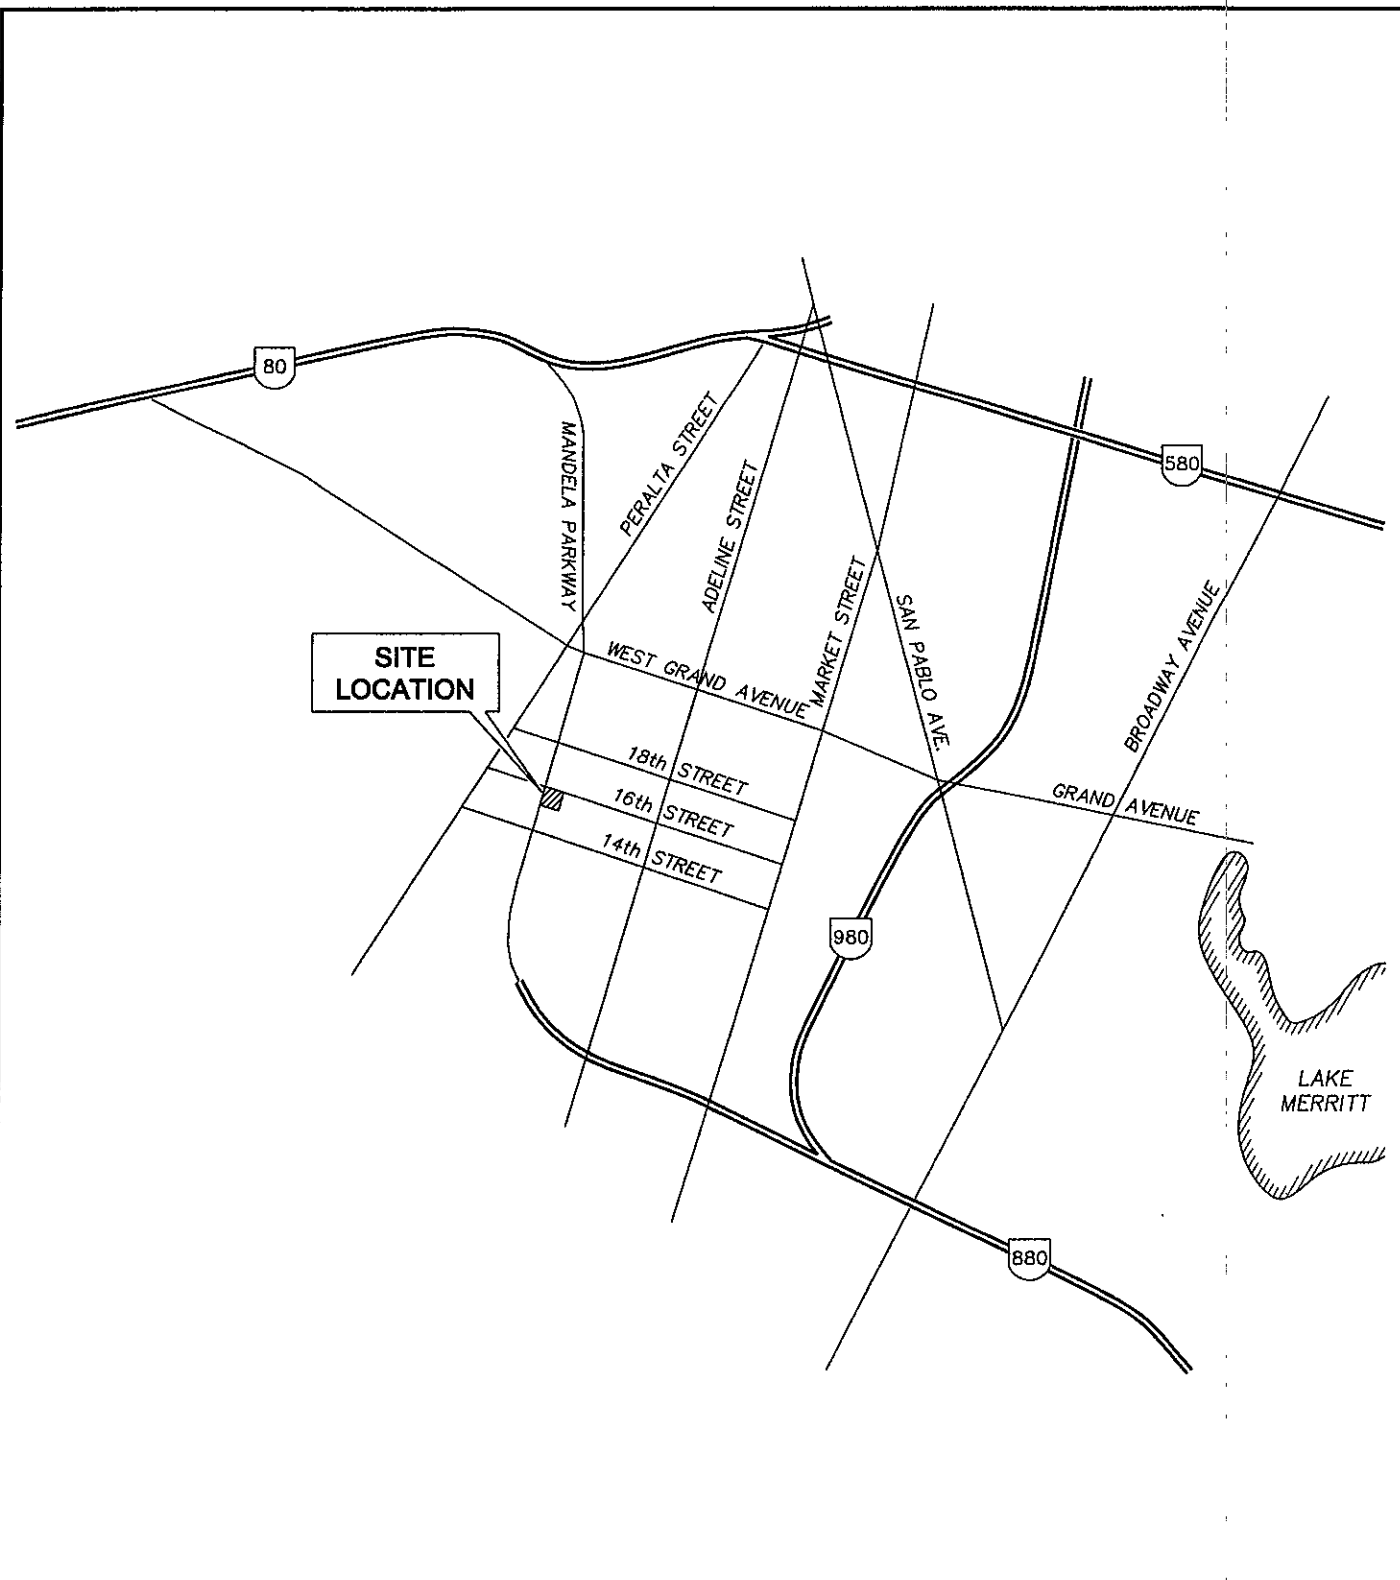 80
580
MANDELA PARKWAY
PERALTA STREET
ADELINE STREET
MARKET STREET
SAN PABLO AVE.
BROADWAY AVENUE
SITE
LOCATION
WEST GRAND AVENUE
18th STREET
16th STREET
14th STREET
GRAND AVENUE
980
LAKE
MERRITT
880